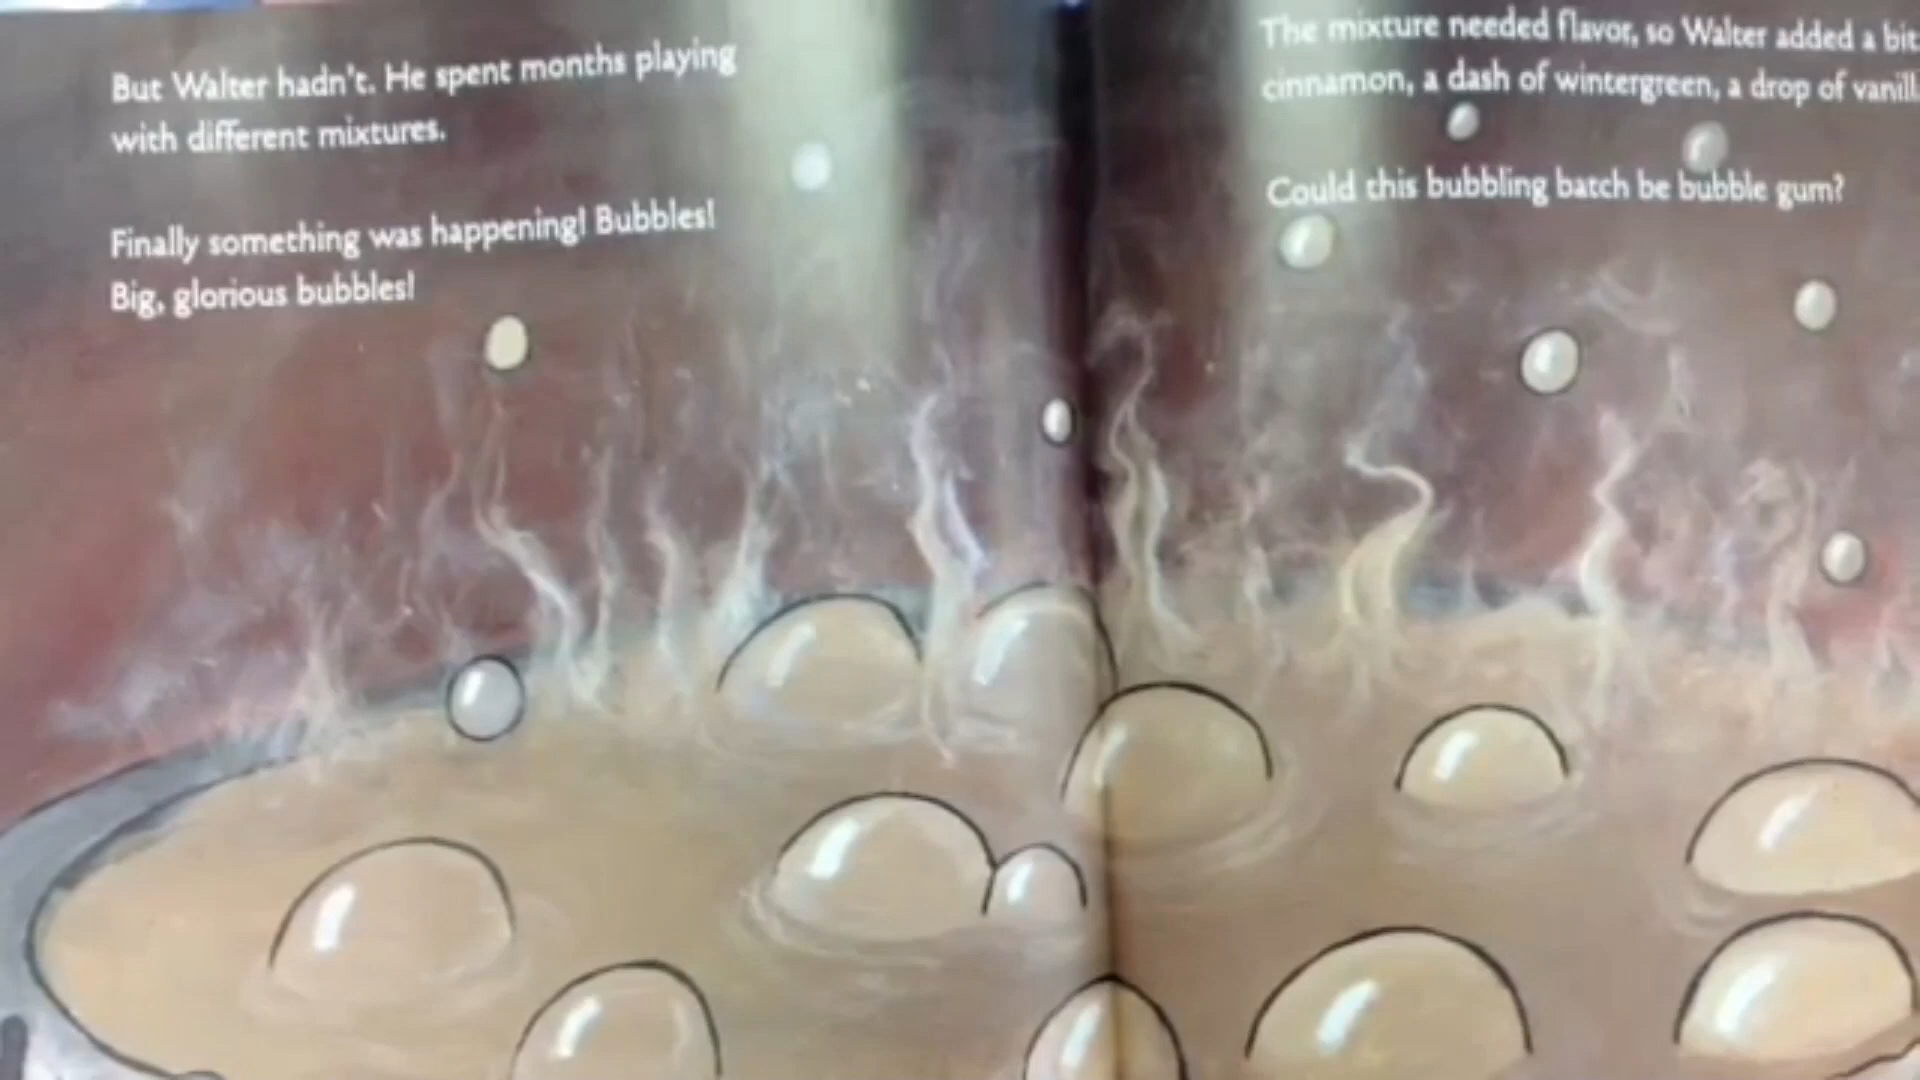 But Walter hadn't. He spent months playing
with different mixtures.
Finally something was happening! Bubbles!
Big, glorious bubbles!
The mixture needed flavor, so Walter added a bit
cinnamon, a dash of wintergreen, a drop of vanill
Could this bubbling batch be bubble gum?